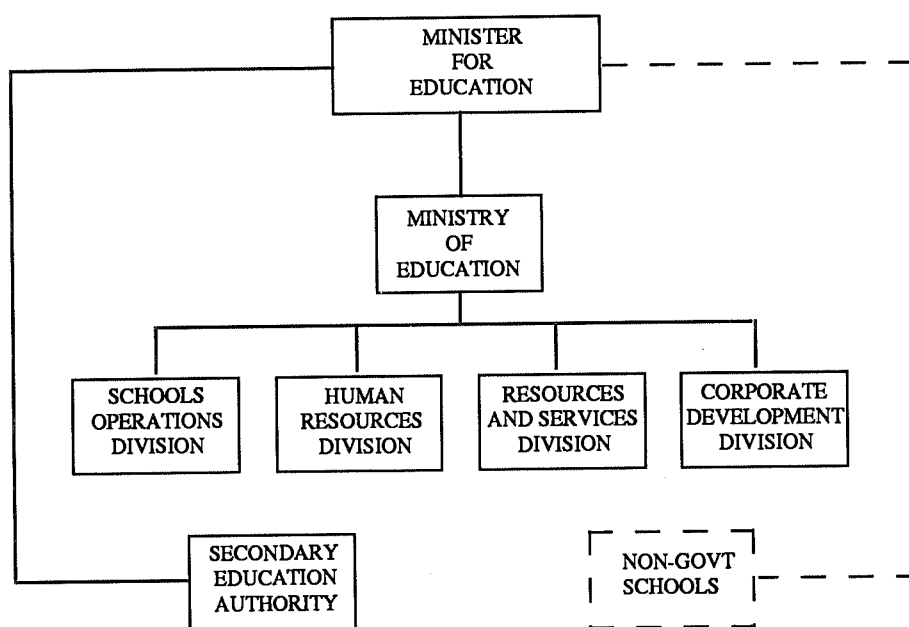 MINISTER
FOR
EDUCATION
MINISTRY
OF
EDUCATION
SCHOOLS
OPERATIONS
DIVISION
HUMAN
RESOURCES
DIVISION
RESOURCES
AND SERVICES
DIVISION
CORPORATE
DEVELOPMENT
DIVISION
SECONDARY
EDUCATION
AUTHORITY
NON-GOVT
SCHOOLS